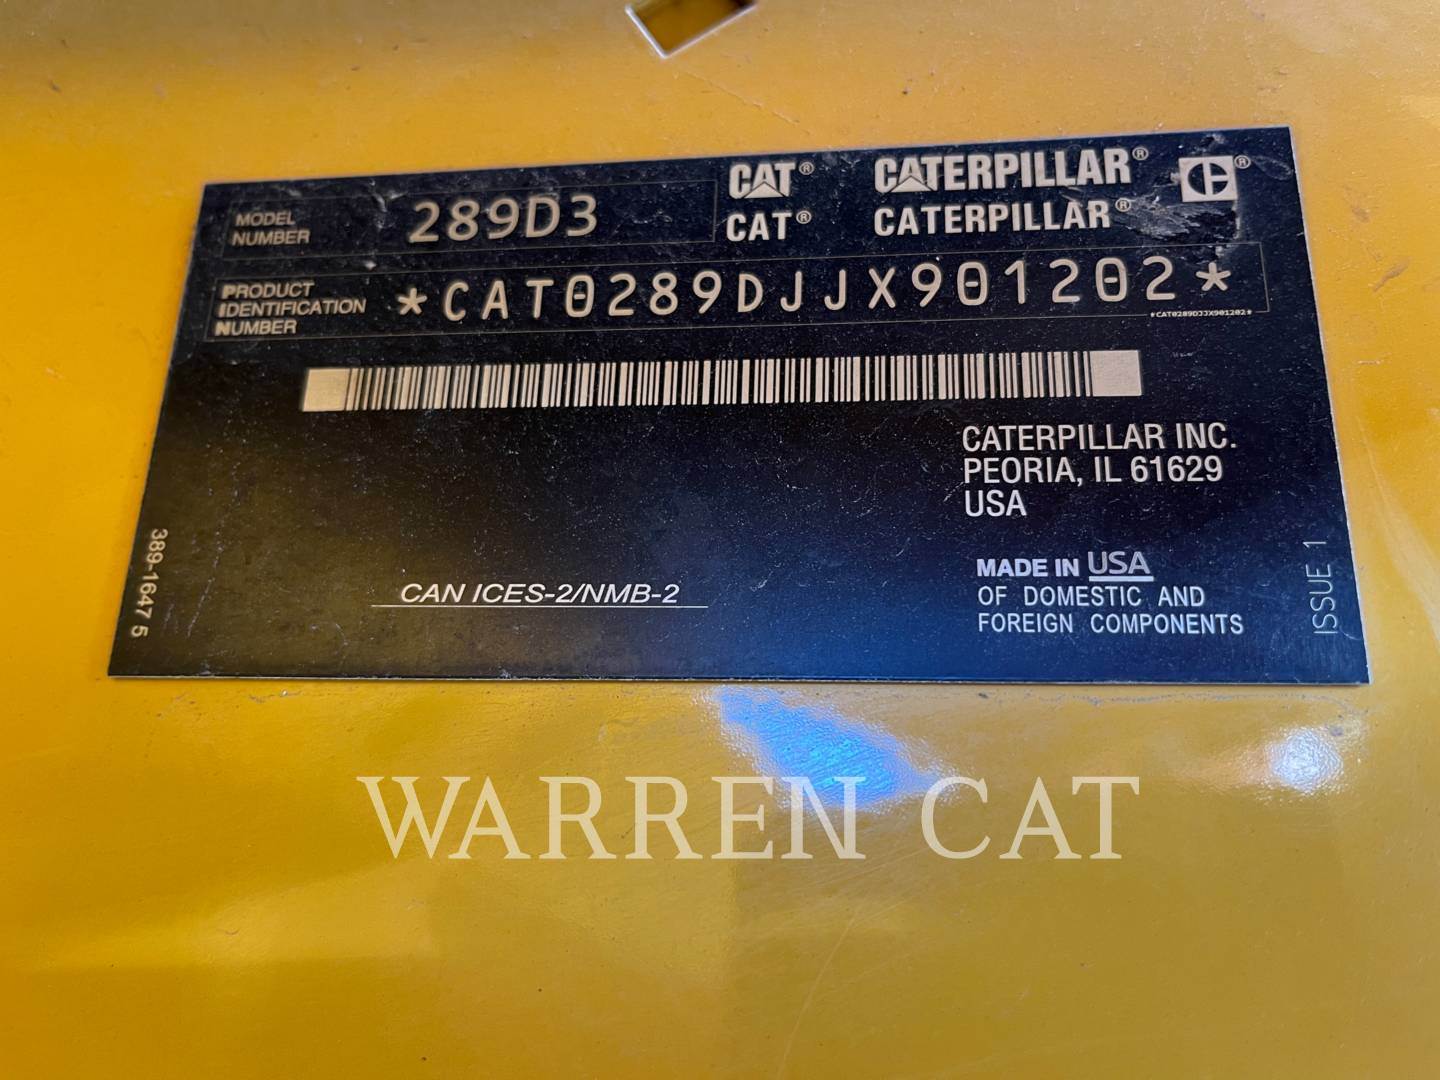 MODEL NUMBER 289D3
CAT® CATERPILLAR® ®
CAT® CATERPILLAR®
PRODUCT
IDENTIFICATION
NUMBER
*CAT0289DJJX901202*
*CAT0289DJJX901202*
CATERPILLAR INC.
PEORIA, IL 61629
USA
MADE IN USA
OF DOMESTIC AND
FOREIGN COMPONENTS
CAN ICES-2/NMB-2
389-1647 5
ISSUE 1
WARREN CAT